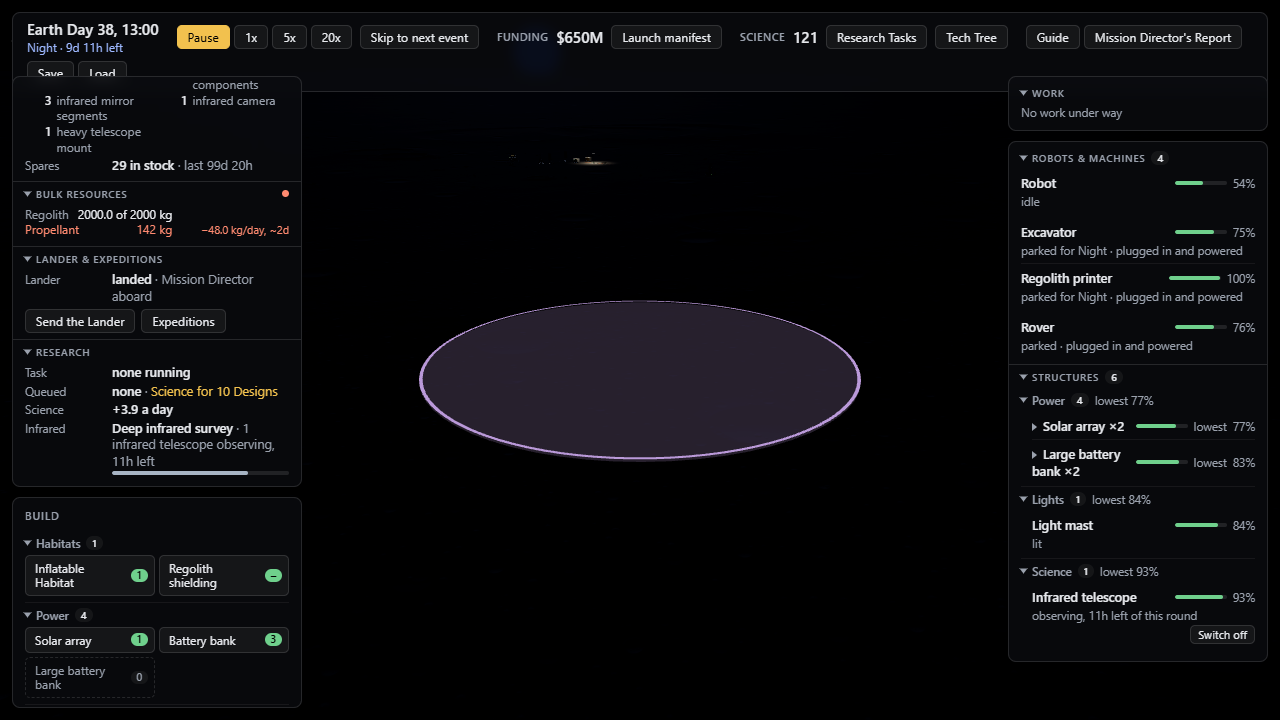 Earth Day 38, 13:00
Night · 9d 11h left
Pause 1x 5x 20x Skip to next event FUNDING $650M Launch manifest SCIENCE 121 Research Tasks Tech Tree Guide Mission Director's Report
Save Load
components
3 infrared mirror segments
1 infrared camera
1 heavy telescope mount
Spares 29 in stock · last 99d 20h
BULK RESOURCES
Regolith 2000.0 of 2000 kg
Propellant 142 kg −48.0 kg/day, ~2d
LANDER & EXPEDITIONS
Lander landed · Mission Director
aboard
Send the Lander Expeditions
RESEARCH
Task none running
Queued none · Science for 10 Designs
Science +3.9 a day
Infrared Deep infrared survey · 1
infrared telescope observing,
11h left
BUILD
Habitats 1
Inflatable Habitat 1
Regolith shielding –
Power 4
Solar array 1 Battery bank 3
Large battery bank 0
WORK
No work under way
ROBOTS & MACHINES 4
Robot 54%
idle
Excavator 75%
parked for Night · plugged in and powered
Regolith printer 100%
parked for Night · plugged in and powered
Rover 76%
parked · plugged in and powered
STRUCTURES 6
Power 4 lowest 77%
Solar array ×2 lowest 77%
Large battery
bank ×2 lowest 83%
Lights 1 lowest 84%
Light mast 84%
lit
Science 1 lowest 93%
Infrared telescope 93%
observing, 11h left of this round
Switch off